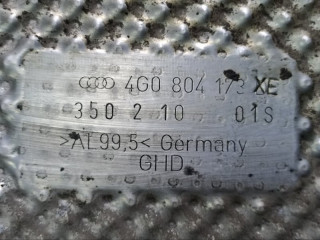 4G0 804 173 XE
350 2 10 01S
>AL99,5< Germany
GHD